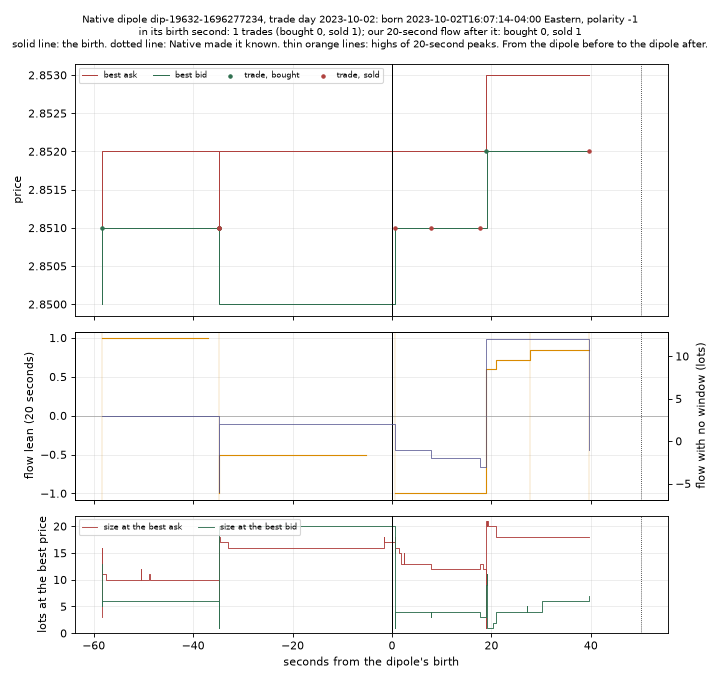 Native dipole dip-19632-1696277234, trade day 2023-10-02: born 2023-10-02T16:07:14-04:00 Eastern, polarity -1
in its birth second: 1 trades (bought 0, sold 1); our 20-second flow after it: bought 0, sold 1
solid line: the birth. dotted line: Native made it known. thin orange lines: highs of 20-second peaks. From the dipole before to the dipole after.
best ask best bid trade, bought trade, sold
2.8530
2.8520
2.8515
2.8510
2.8505
2.8500
price
1.0
0.5
0.0
−0.5
−1.0
flow lean (20 seconds)
10
5
0
−5
flow with no window (lots)
size at the best ask size at the best bid
20
15
10
5
0
lots at the best price
−60 −40 −20 0 20 40
seconds from the dipole's birth